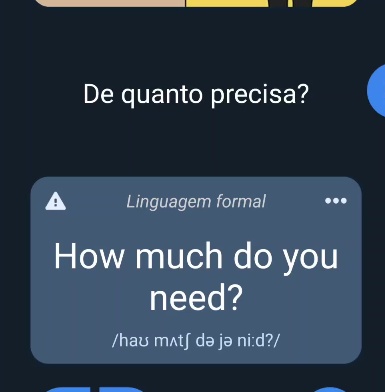 De quanto precisa?
Linguagem formal
How much do you
need?
/haʊ mʌtʃ də jə niːd?/